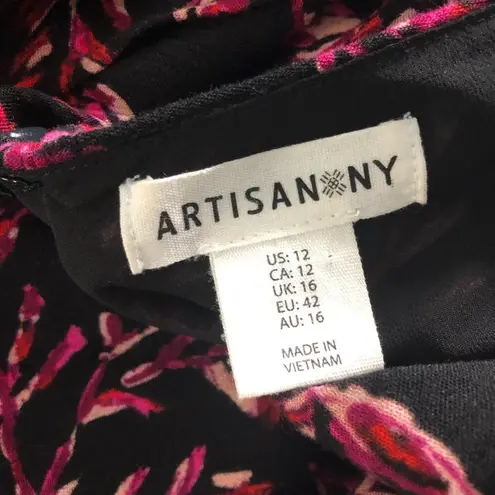 ARTISAN NY
US: 12
CA: 12
UK: 16
EU: 42
AU: 16
MADE IN
VIETNAM